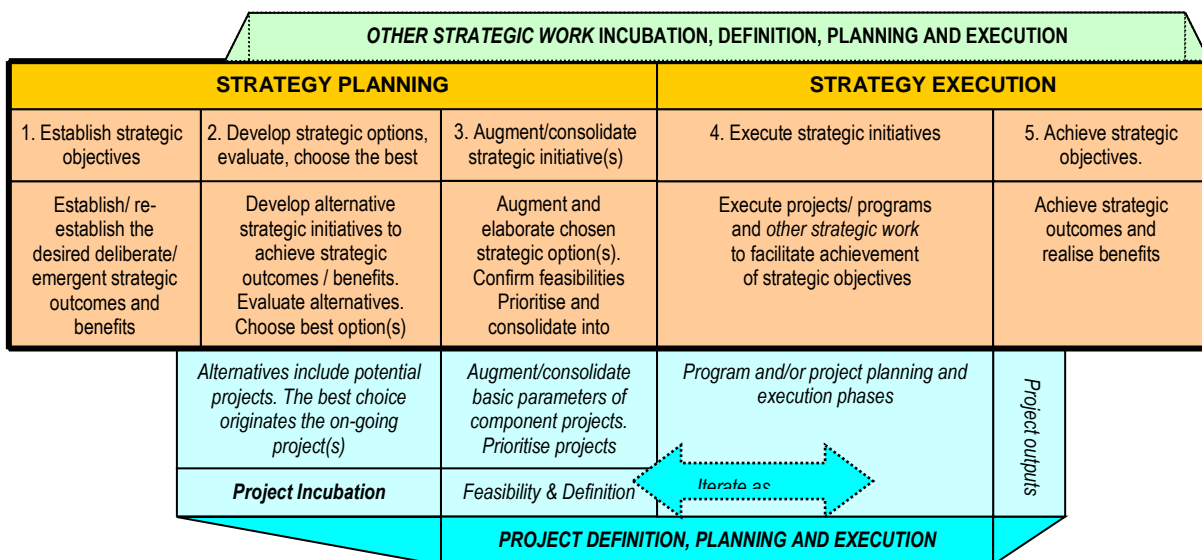 OTHER STRATEGIC WORK INCUBATION, DEFINITION, PLANNING AND EXECUTION
STRATEGY PLANNING
STRATEGY EXECUTION
1. Establish strategic
objectives
2. Develop strategic options,
evaluate, choose the best
3. Augment/consolidate
strategic initiative(s)
4. Execute strategic initiatives
5. Achieve strategic
objectives.
Establish/ re-
establish the
desired deliberate/
emergent strategic
outcomes and
benefits
Develop alternative
strategic initiatives to
achieve strategic
outcomes / benefits.
Evaluate alternatives.
Choose best option(s)
Augment and
elaborate chosen
strategic option(s).
Confirm feasibilities
Prioritise and
consolidate into
Execute projects/ programs
and other strategic work
to facilitate achievement
of strategic objectives
Achieve strategic
outcomes and
realise benefits
Alternatives include potential
projects. The best choice
originates the on-going
project(s)
Augment/consolidate
basic parameters of
component projects.
Prioritise projects
Program and/or project planning and
execution phases
Project outputs
Project Incubation
Feasibility & Definition
Iterate as
PROJECT DEFINITION, PLANNING AND EXECUTION